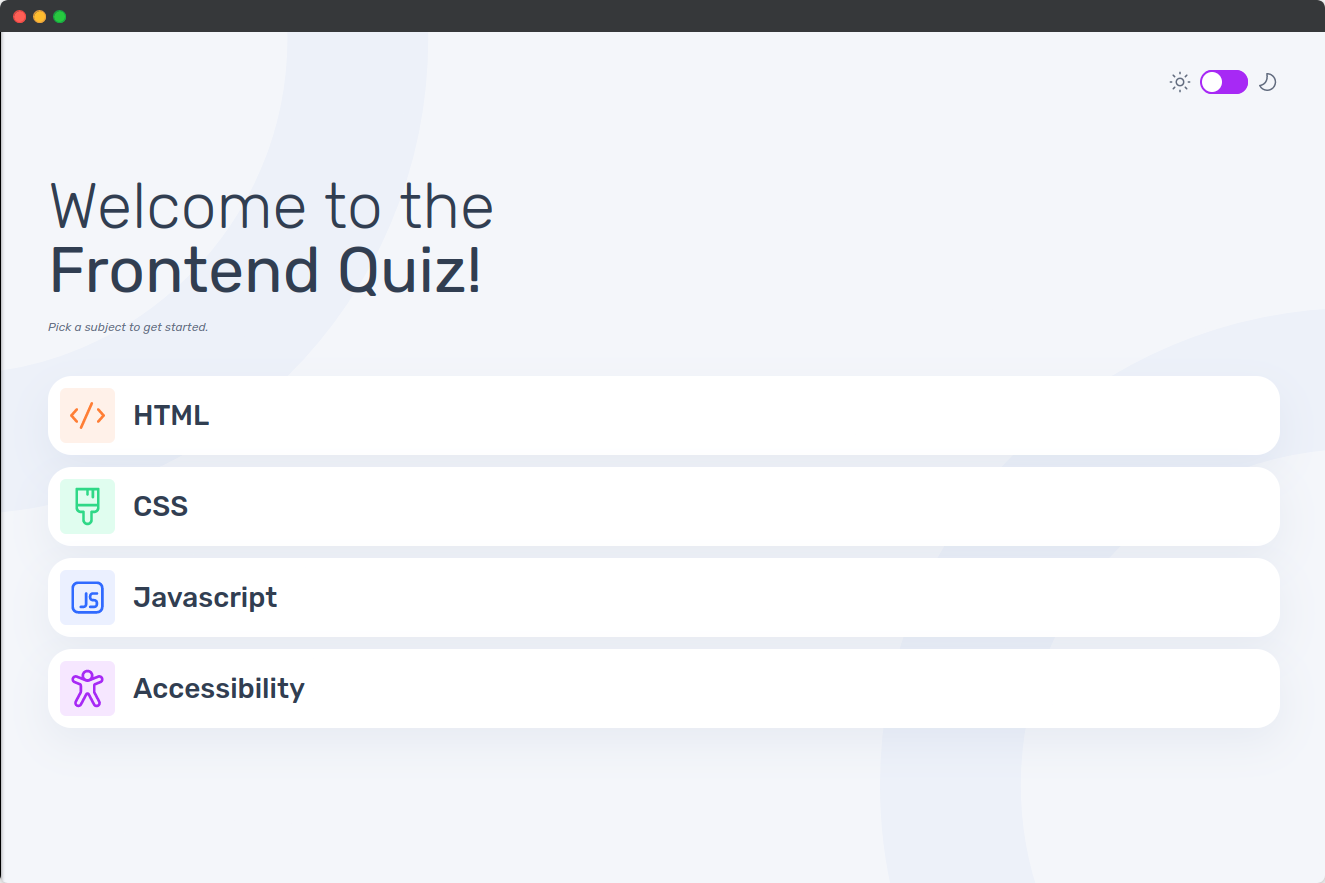 Welcome to the
Frontend Quiz!
Pick a subject to get started.
</> HTML
CSS
JS Javascript
Accessibility